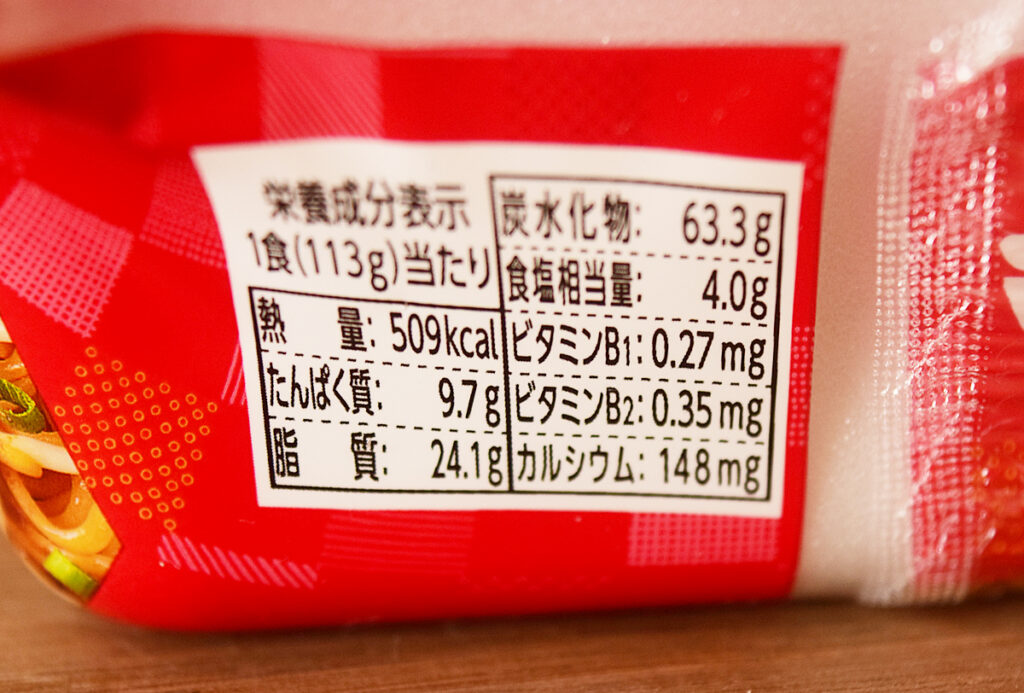 栄養成分表示
1食(113g)当たり
熱 量: 509kcal
たんぱく質: 9.7g
脂 質: 24.1g
炭水化物: 63.3g
食塩相当量: 4.0g
ビタミンB1: 0.27mg
ビタミンB2: 0.35mg
カルシウム: 148mg